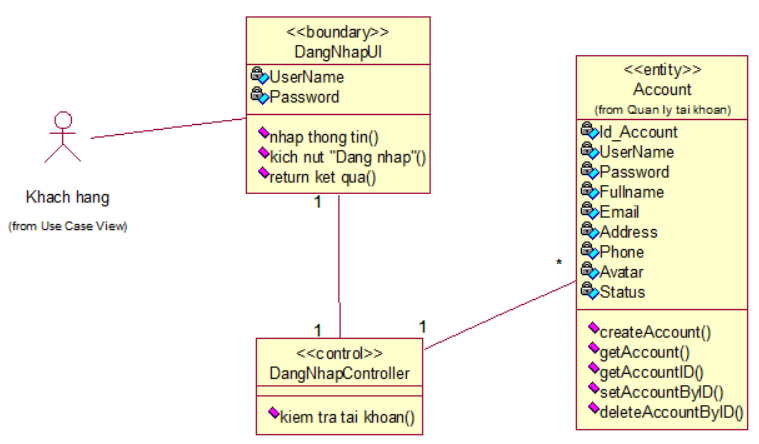 <<boundary>>
DangNhapUI
UserName
Password
nhap thong tin()
kich nut "Dang nhap"()
return ket qua()
1
Khach hang
(from Use Case View)
<<entity>>
Account
(from Quan ly tai khoan)
Id_Account
UserName
Password
Fullname
Email
Address
Phone
Avatar
Status
createAccount()
getAccount()
getAccountID()
setAccountByID()
deleteAccountByID()
*
1
1
<<control>>
DangNhapController
kiem tra tai khoan()